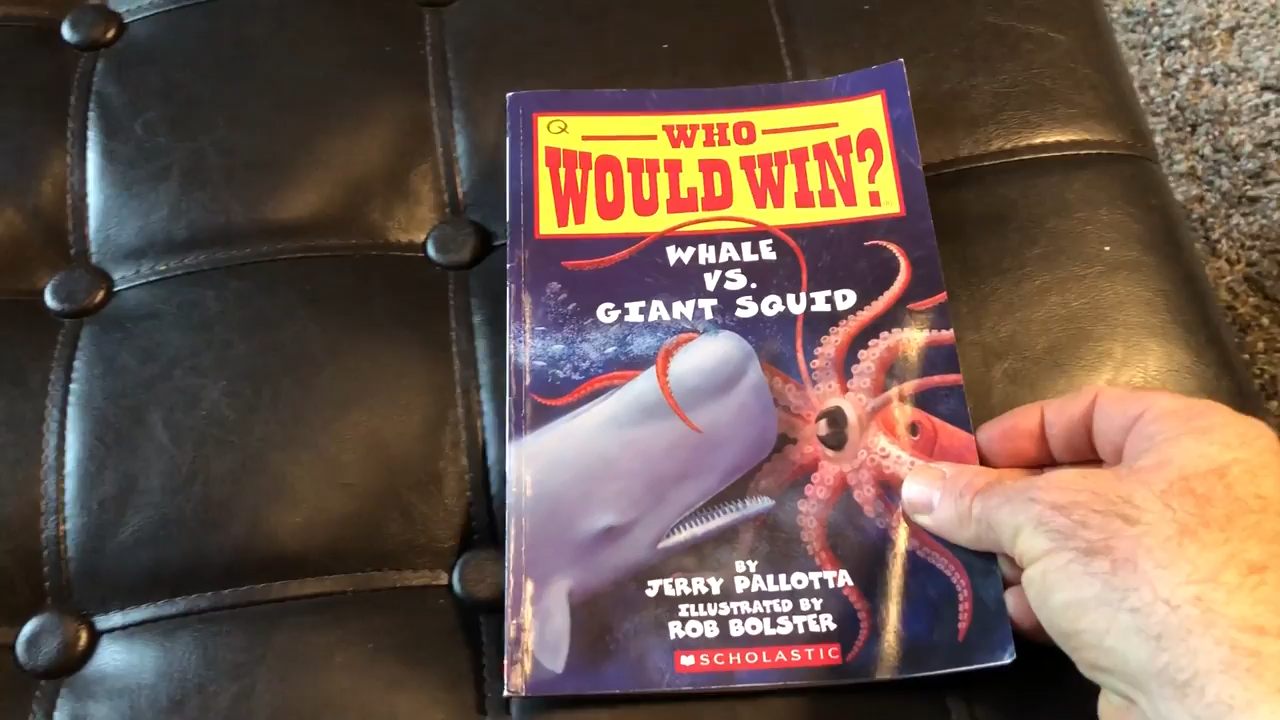 Q
WHO
WOULD WIN?
WHALE
VS.
GIANT SQUID
BY
JERRY PALLOTTA
ILLUSTRATED BY
ROB BOLSTER
SCHOLASTIC